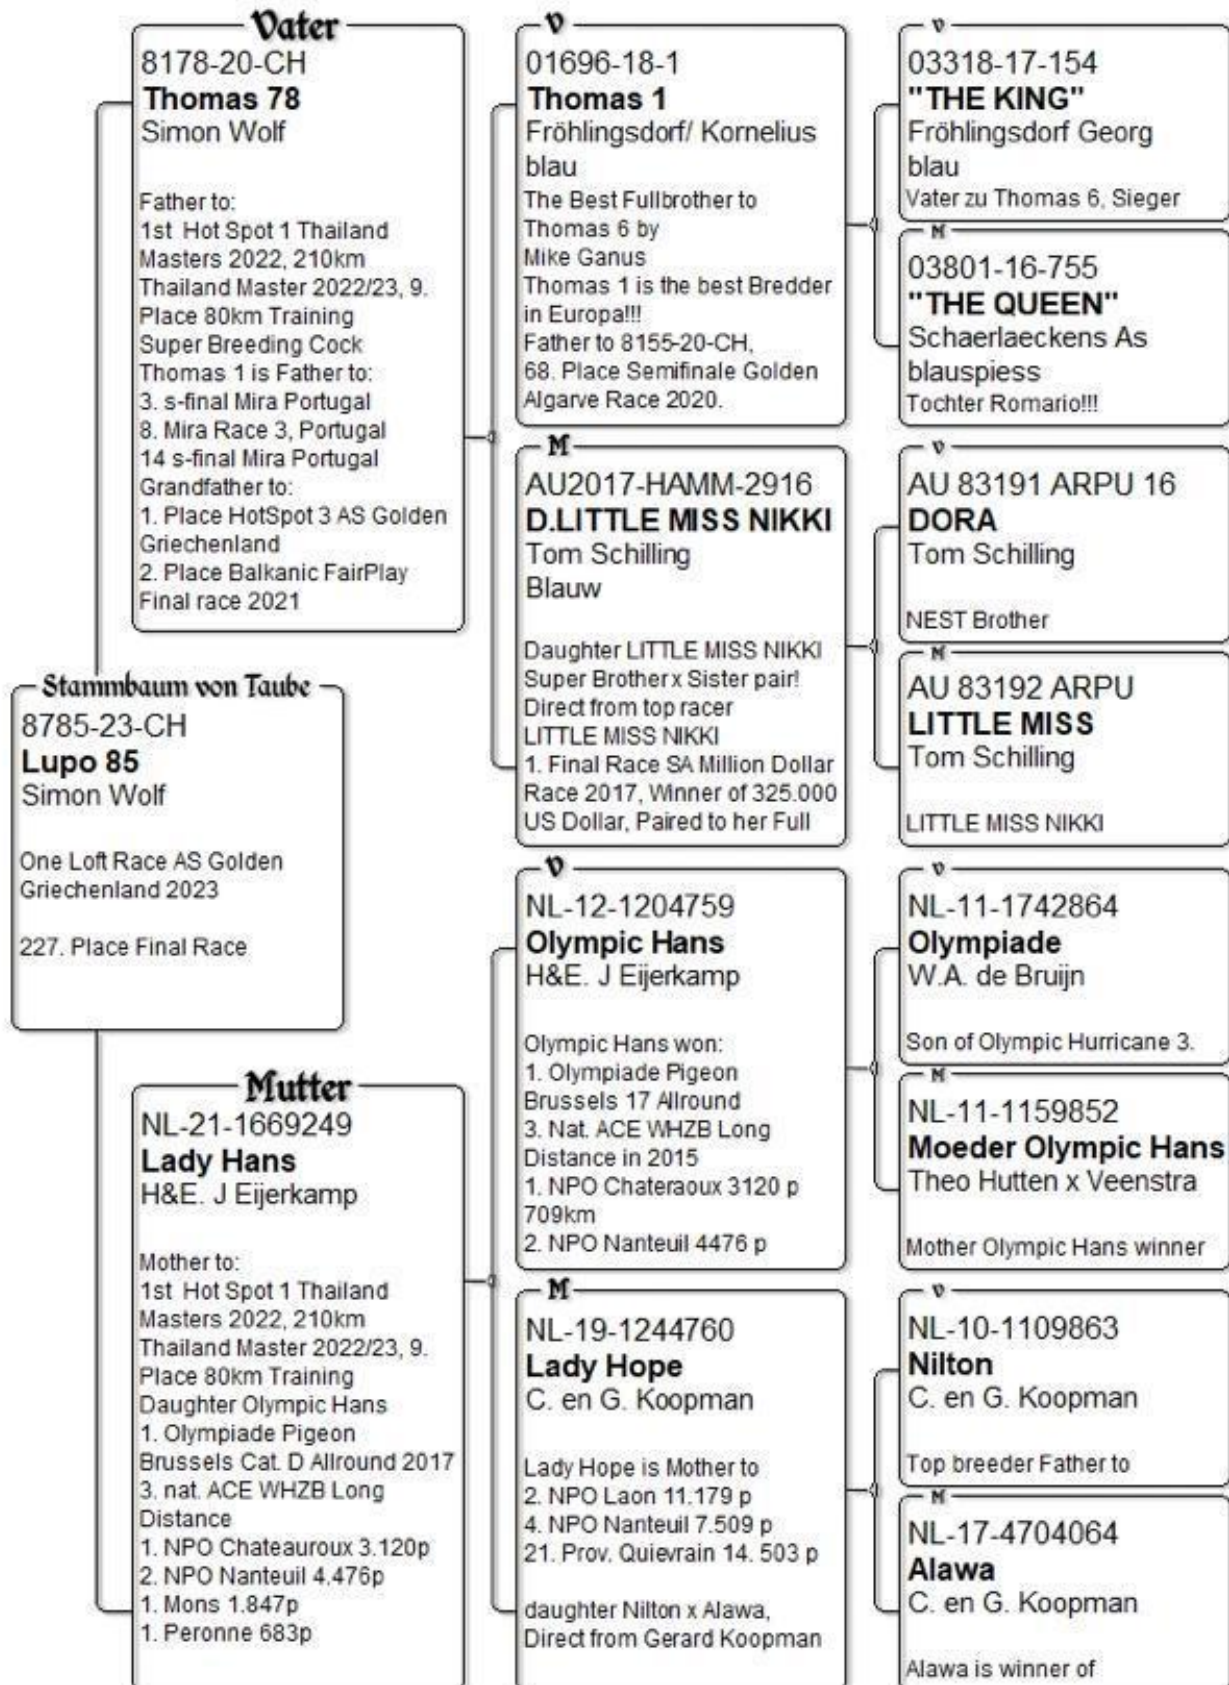 Vater
8178-20-CH
Thomas 78
Simon Wolf
Father to:
1st Hot Spot 1 Thailand
Masters 2022, 210km
Thailand Master 2022/23, 9.
Place 80km Training
Super Breeding Cock
Thomas 1 is Father to:
3. s-final Mira Portugal
8. Mira Race 3, Portugal
14 s-final Mira Portugal
Grandfather to:
1. Place HotSpot 3 AS Golden
Griechenland
2. Place Balkanic FairPlay
Final race 2021
Stammbaum von Taube
8785-23-CH
Lupo 85
Simon Wolf
One Loft Race AS Golden
Griechenland 2023
227. Place Final Race
Mutter
NL-21-1669249
Lady Hans
H&E. J Eijerkamp
Mother to:
1st Hot Spot 1 Thailand
Masters 2022, 210km
Thailand Master 2022/23, 9.
Place 80km Training
Daughter Olympic Hans
1. Olympiade Pigeon
Brussels Cat. D Allround 2017
3. nat. ACE WHZB Long
Distance
1. NPO Chateauroux 3.120p
2. NPO Nanteuil 4.476p
1. Mons 1.847p
1. Peronne 683p
V
01696-18-1
Thomas 1
Fröhlingsdorf/ Kornelius
blau
The Best Fullbrother to
Thomas 6 by
Mike Ganus
Thomas 1 is the best Bredder
in Europa!!!
Father to 8155-20-CH,
68. Place Semifinale Golden
Algarve Race 2020.
M
AU2017-HAMM-2916
D.LITTLE MISS NIKKI
Tom Schilling
Blauw
Daughter LITTLE MISS NIKKI
Super Brother x Sister pair!
Direct from top racer
LITTLE MISS NIKKI
1. Final Race SA Million Dollar
Race 2017, Winner of 325.000
US Dollar, Paired to her Full
V
NL-12-1204759
Olympic Hans
H&E. J Eijerkamp
Olympic Hans won:
1. Olympiade Pigeon
Brussels 17 Allround
3. Nat. ACE WHZB Long
Distance in 2015
1. NPO Chateraoux 3120 p
709km
2. NPO Nanteuil 4476 p
M
NL-19-1244760
Lady Hope
C. en G. Koopman
Lady Hope is Mother to
2. NPO Laon 11.179 p
4. NPO Nanteuil 7.509 p
21. Prov. Quievrain 14. 503 p
daughter Nilton x Alawa,
Direct from Gerard Koopman
V
03318-17-154
"THE KING"
Fröhlingsdorf Georg
blau
Vater zu Thomas 6, Sieger
M
03801-16-755
"THE QUEEN"
Schaerlaeckens As
blauspiess
Tochter Romario!!!
V
AU 83191 ARPU 16
DORA
Tom Schilling
NEST Brother
M
AU 83192 ARPU
LITTLE MISS
Tom Schilling
LITTLE MISS NIKKI
V
NL-11-1742864
Olympiade
W.A. de Bruijn
Son of Olympic Hurricane 3.
M
NL-11-1159852
Moeder Olympic Hans
Theo Hutten x Veenstra
Mother Olympic Hans winner
V
NL-10-1109863
Nilton
C. en G. Koopman
Top breeder Father to
M
NL-17-4704064
Alawa
C. en G. Koopman
Alawa is winner of